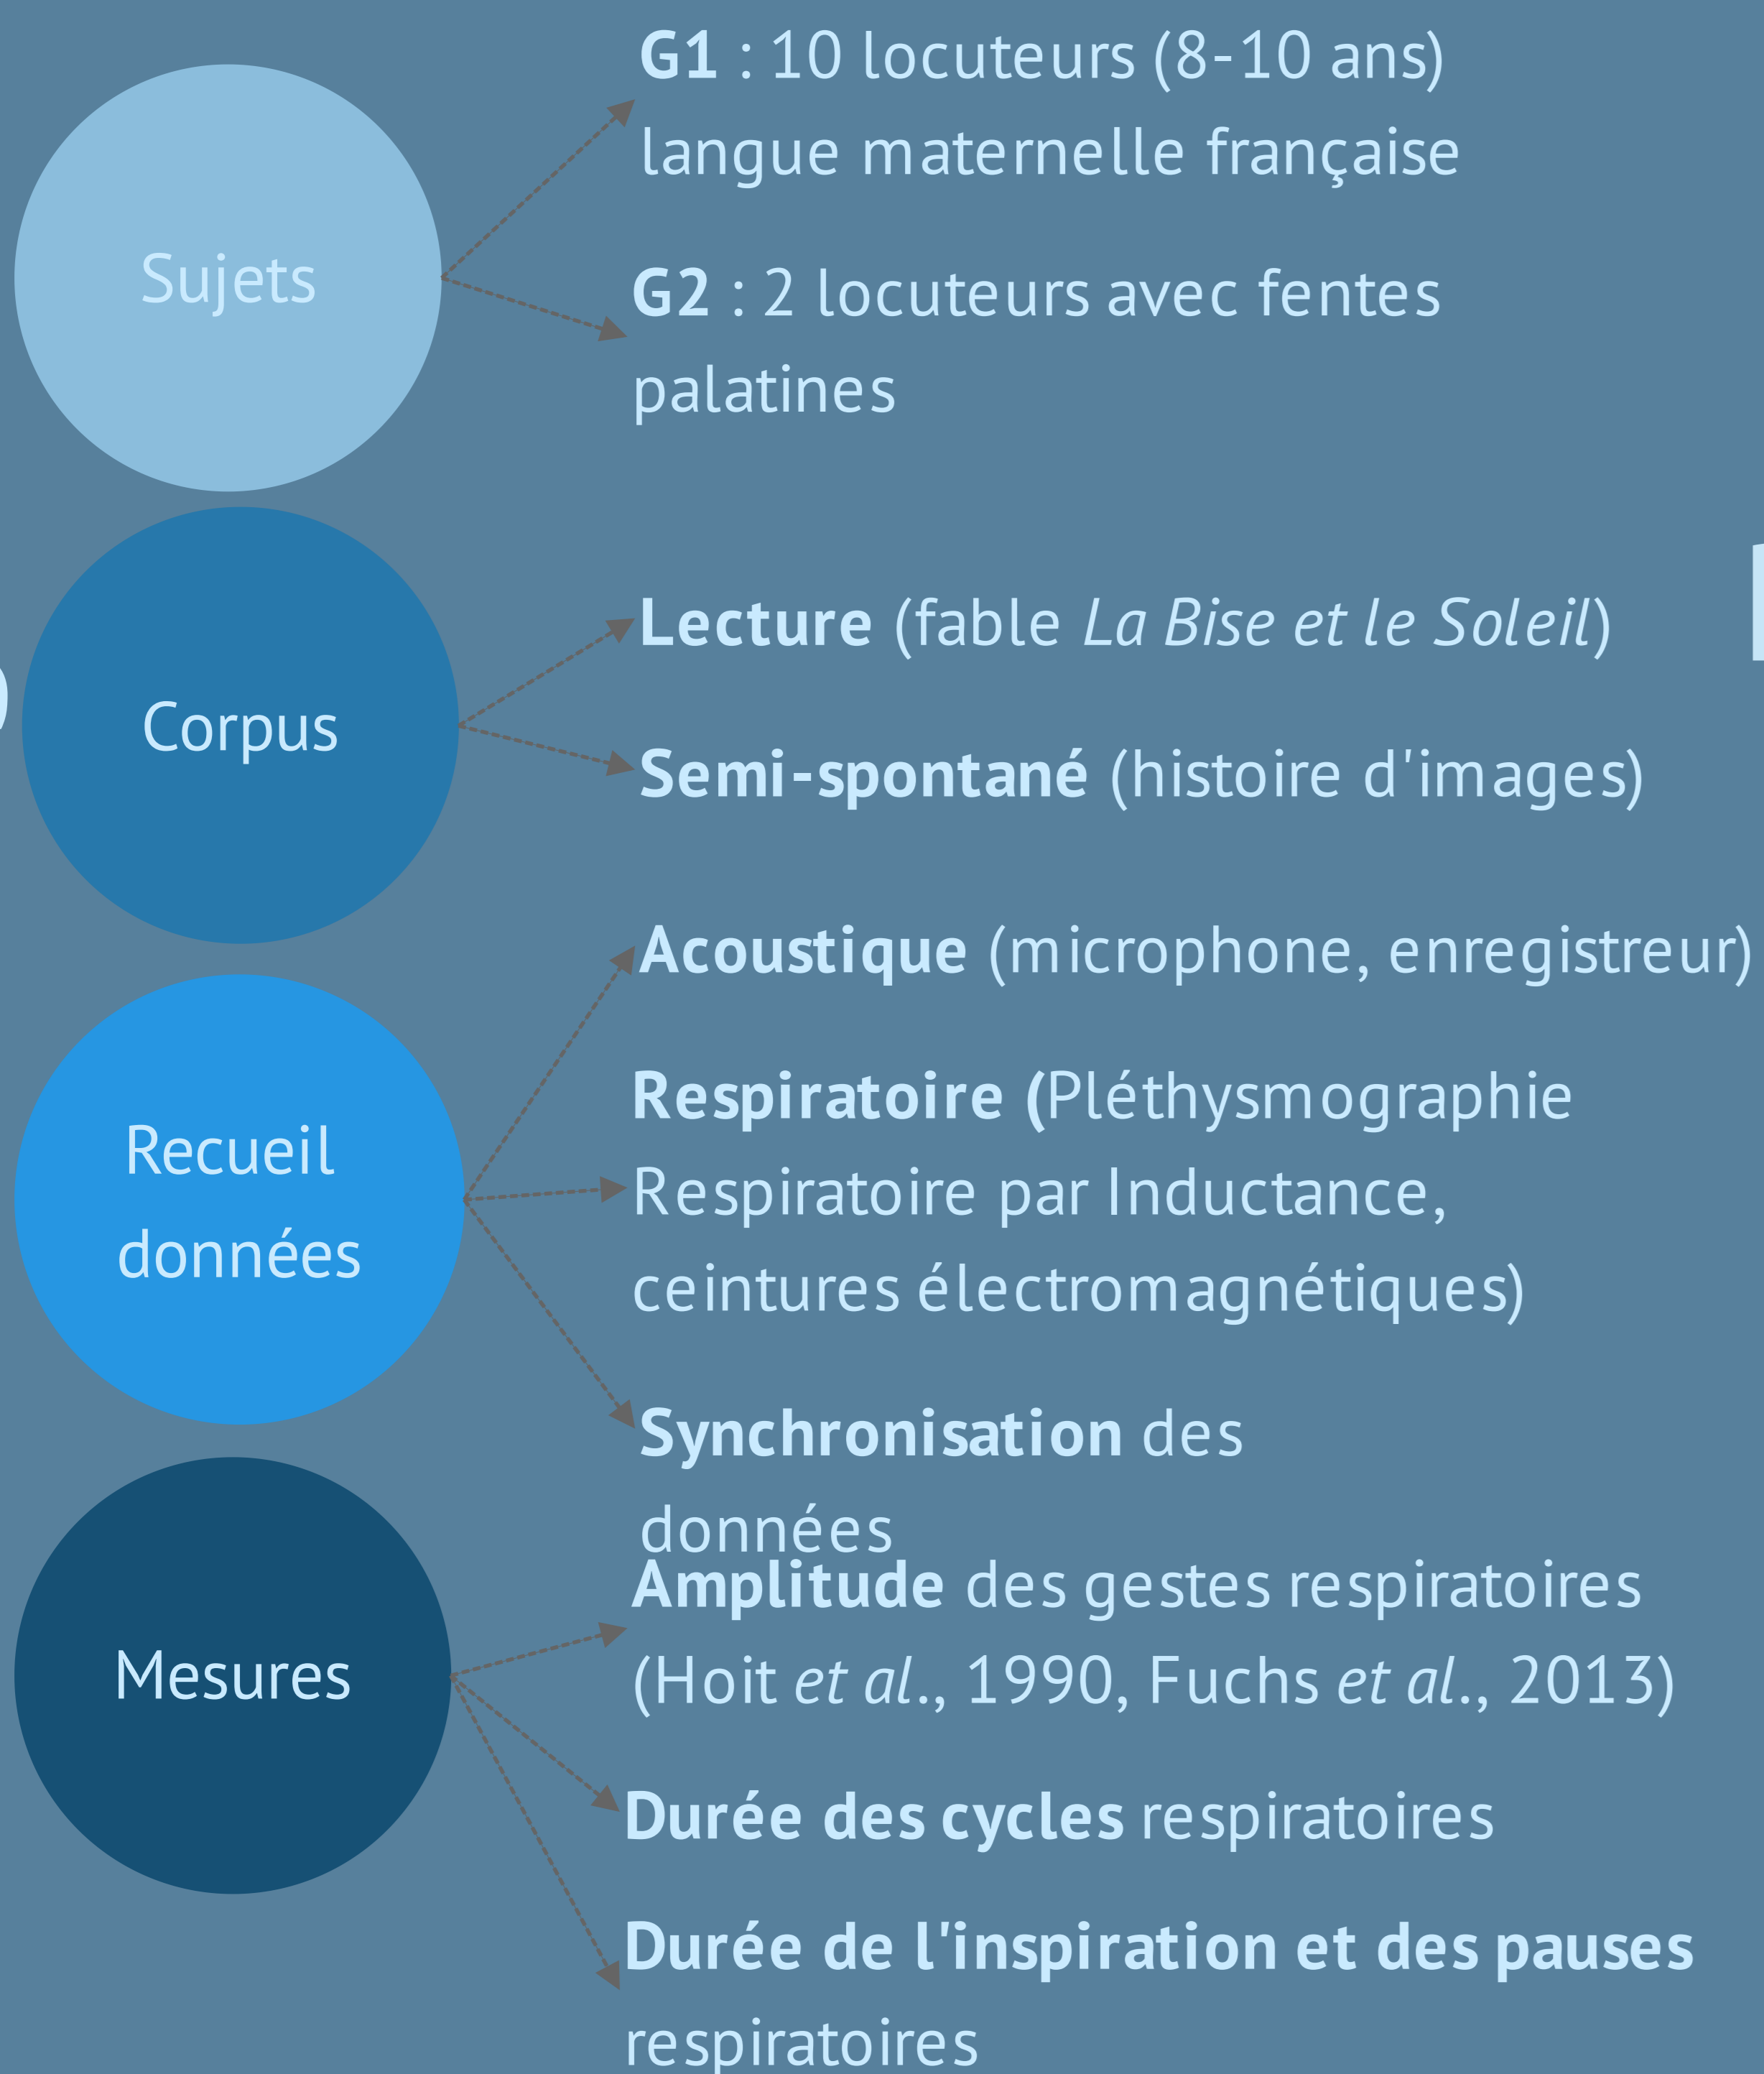 Sujets
G1 : 10 locuteurs (8-10 ans)
langue maternelle française
G2 : 2 locuteurs avec fentes
palatines
Corpus
Lecture (fable La Bise et le Soleil)
Semi-spontané (histoire d'images)
Recueil
données
Acoustique (microphone, enregistreur)
Respiratoire (Pléthysmographie
Respiratoire par Inductance,
ceintures électromagnétiques)
Synchronisation des
données
Mesures
Amplitude des gestes respiratoires
(Hoit et al., 1990, Fuchs et al., 2013)
Durée des cycles respiratoires
Durée de l'inspiration et des pauses
respiratoires